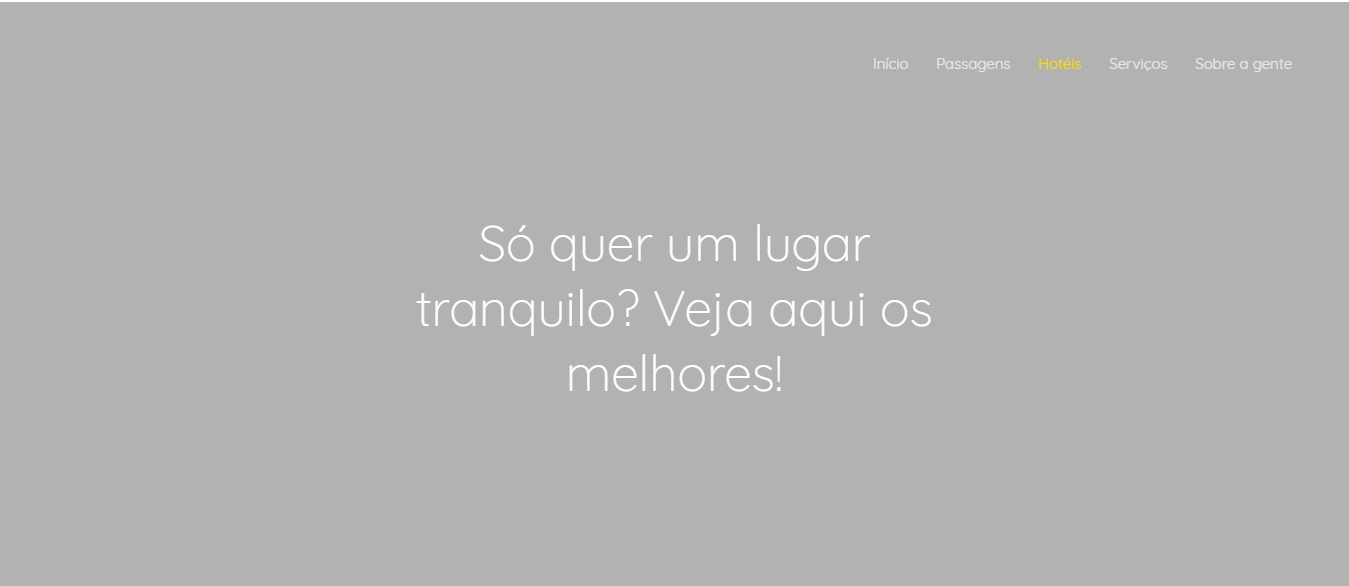 Início Passagens Hotéis Serviços Sobre a gente
Só quer um lugar
tranquilo? Veja aqui os
melhores!